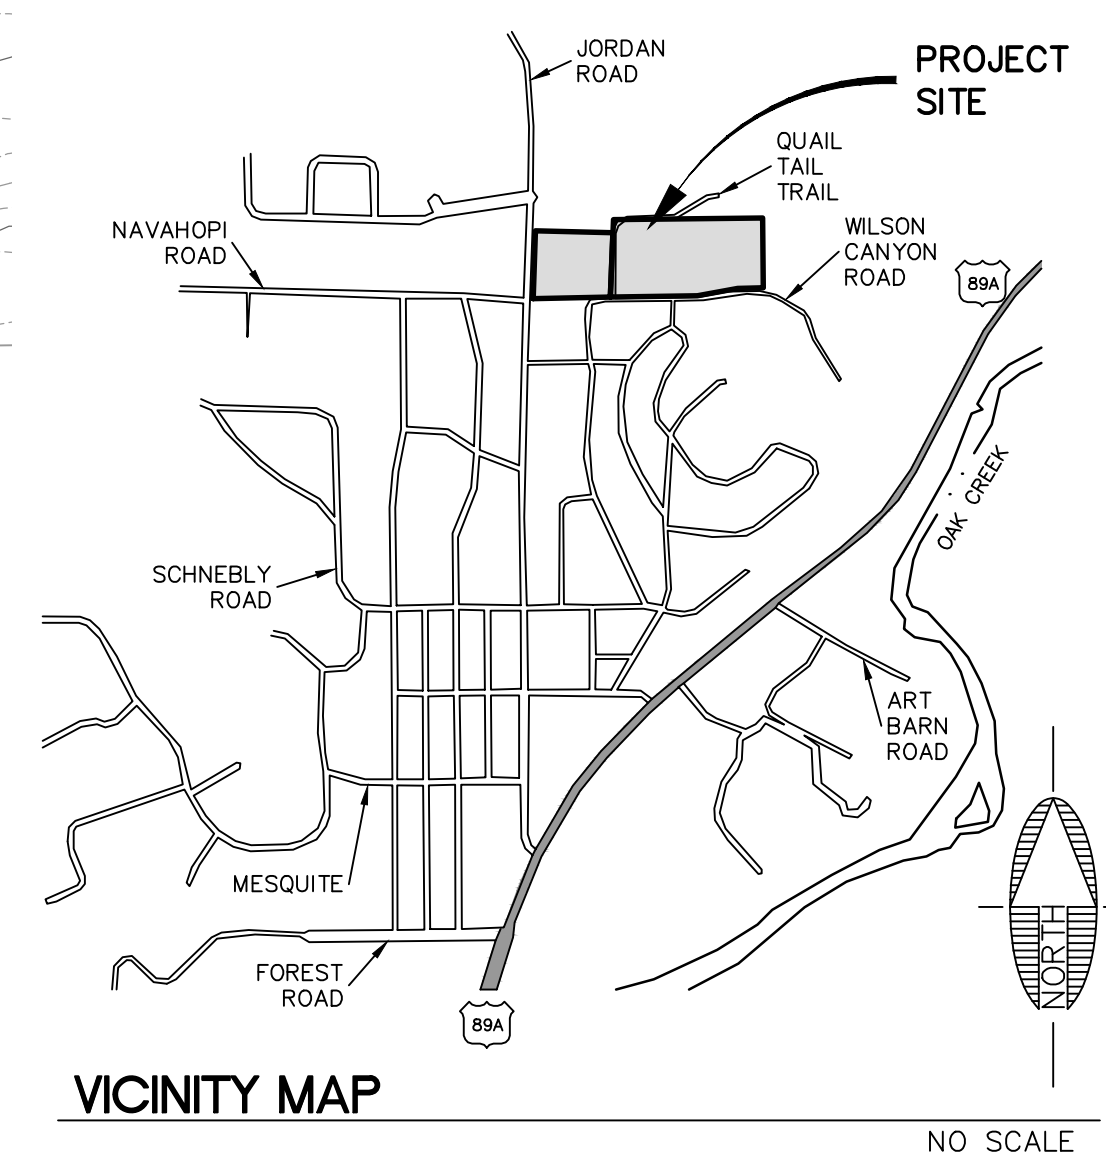 JORDAN
ROAD
PROJECT
SITE
QUAIL
TAIL
TRAIL
NAVAHOPI
ROAD
WILSON
CANYON
ROAD
89A
OAK CREEK
SCHNEBLY
ROAD
ART
BARN
ROAD
MESQUITE
FOREST
ROAD
NORTH
89A
VICINITY MAP
NO SCALE